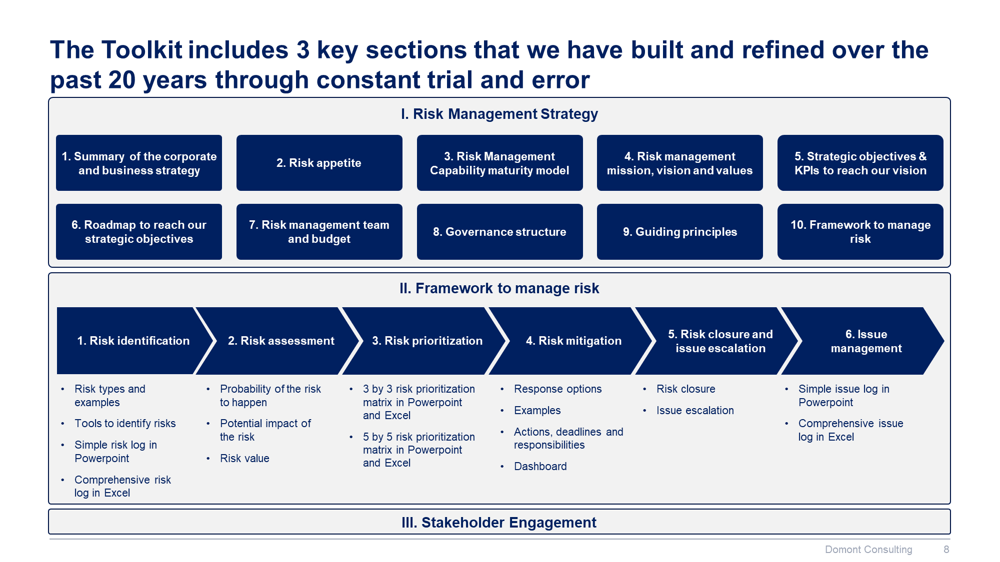 The Toolkit includes 3 key sections that we have built and refined over the
past 20 years through constant trial and error
I. Risk Management Strategy
1. Summary of the corporate
and business strategy
2. Risk appetite
3. Risk Management
Capability maturity model
4. Risk management
mission, vision and values
5. Strategic objectives &
KPIs to reach our vision
6. Roadmap to reach our
strategic objectives
7. Risk management team
and budget
8. Governance structure
9. Guiding principles
10. Framework to manage
risk
II. Framework to manage risk
1. Risk identification
2. Risk assessment
3. Risk prioritization
4. Risk mitigation
5. Risk closure and
issue escalation
6. Issue
management
• Risk types and
examples
• Tools to identify risks
• Simple risk log in
Powerpoint
• Comprehensive risk
log in Excel
• Probability of the risk
to happen
• Potential impact of
the risk
• Risk value
• 3 by 3 risk prioritization
matrix in Powerpoint
and Excel
• 5 by 5 risk prioritization
matrix in Powerpoint
and Excel
• Response options
• Examples
• Actions, deadlines and
responsibilities
• Dashboard
• Risk closure
• Issue escalation
• Simple issue log in
Powerpoint
• Comprehensive issue
log in Excel
III. Stakeholder Engagement
Domont Consulting 8